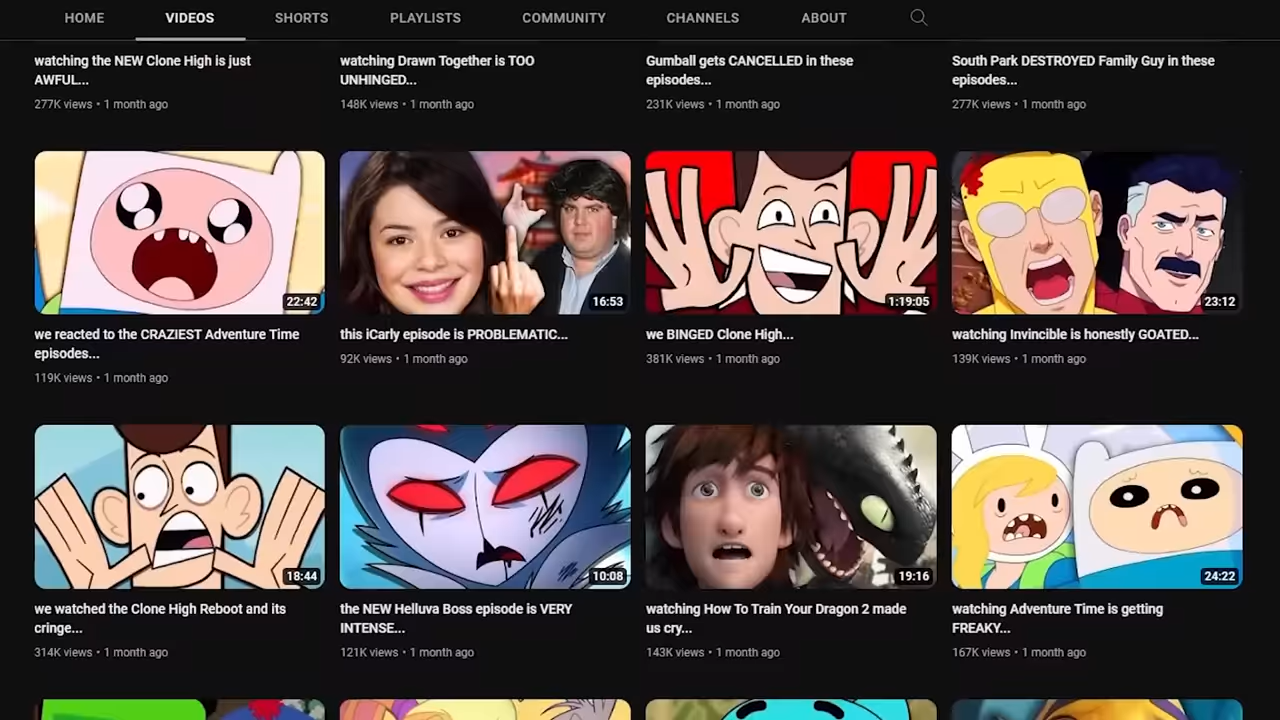 HOME VIDEOS SHORTS PLAYLISTS COMMUNITY CHANNELS ABOUT
watching the NEW Clone High is just
AWFUL...
277K views • 1 month ago
watching Drawn Together is TOO
UNHINGED...
148K views • 1 month ago
Gumball gets CANCELLED in these
episodes...
231K views • 1 month ago
South Park DESTROYED Family Guy in these
episodes...
277K views • 1 month ago
22:42
we reacted to the CRAZIEST Adventure Time
episodes...
119K views • 1 month ago
16:53
this iCarly episode is PROBLEMATIC...
92K views • 1 month ago
1:19:05
we BINGED Clone High...
381K views • 1 month ago
23:12
watching Invincible is honestly GOATED...
139K views • 1 month ago
18:44
we watched the Clone High Reboot and its
cringe...
314K views • 1 month ago
10:08
the NEW Helluva Boss episode is VERY
INTENSE...
121K views • 1 month ago
19:16
watching How To Train Your Dragon 2 made
us cry...
143K views • 1 month ago
24:22
watching Adventure Time is getting
FREAKY...
167K views • 1 month ago